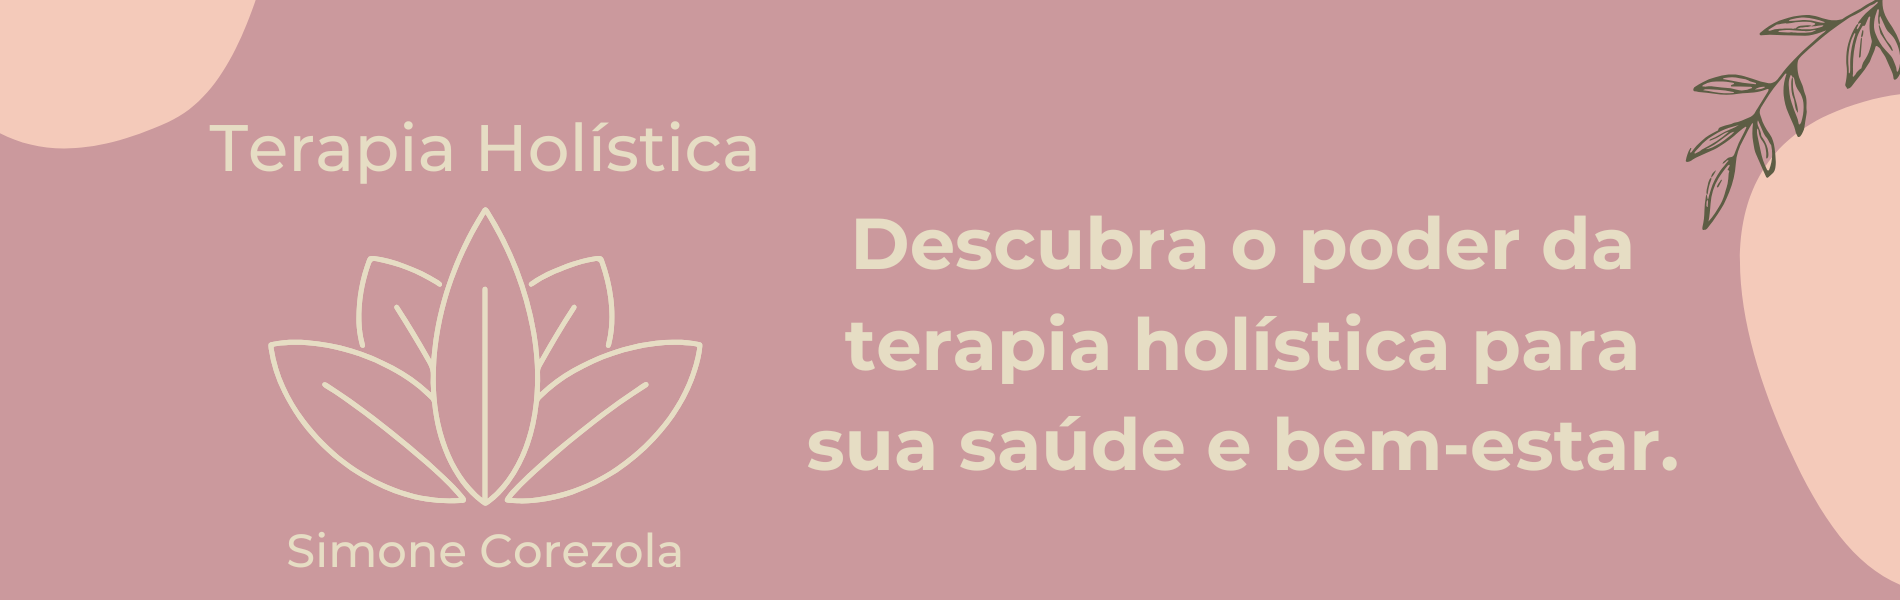 Terapia Holística
Simone Corezola
Descubra o poder da
terapia holística para
sua saúde e bem-estar.